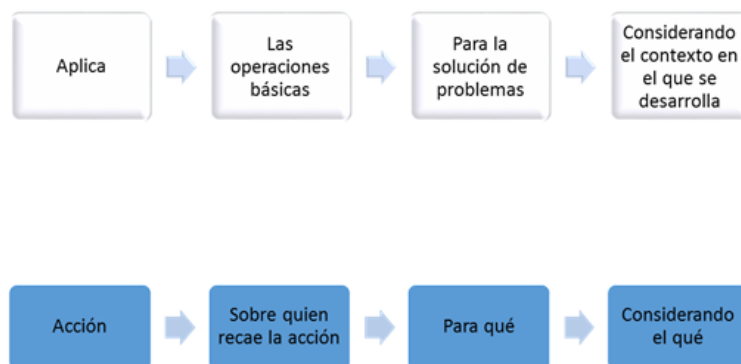 Aplica
Las
operaciones
básicas
Para la
solución de
problemas
Considerando
el contexto en
el que se
desarrolla
Acción
Sobre quien
recae la acción
Para qué
Considerando
el qué